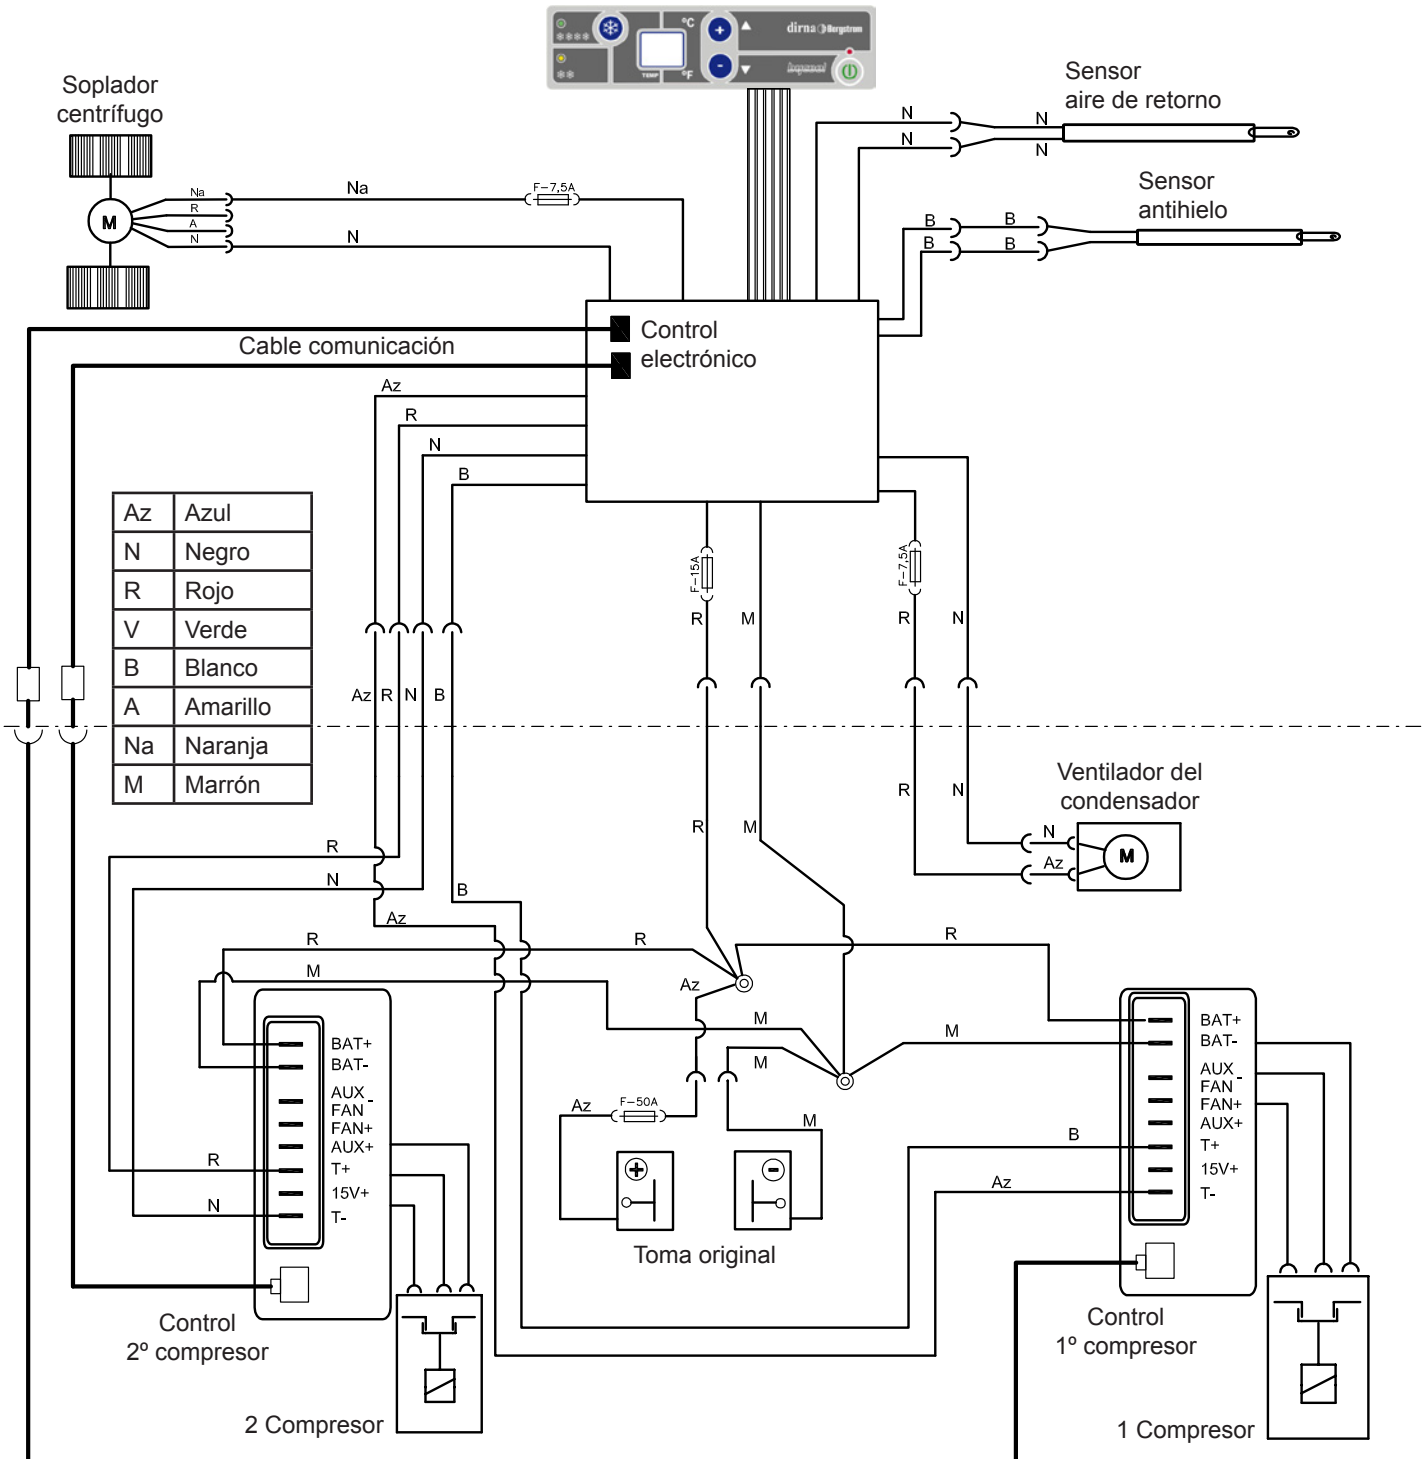 °C
dirna Bergstrom
TEMP
°F
Soplador
centrífugo
M
Na
R
A
N
Na
N
F-7,5A
N
N
N
N
Sensor
aire de retorno
Sensor
antihielo
B
B
B
B
Cable comunicación
Control
electrónico
Az
R
N
B
Az Azul
N Negro
R Rojo
V Verde
B Blanco
A Amarillo
Na Naranja
M Marrón
F-15A
F-7,5A
R
M
R
N
Az
R
N
B
R
M
R
N
Ventilador del
condensador
N
Az
M
R
N
B
Az
R
R
R
M
Az
M
M
M
BAT+
BAT-
AUX
FAN -
FAN+
AUX+
T+
15V+
T-
R
N
Az
F-50A
M
+
-
Toma original
B
Az
BAT+
BAT-
AUX
FAN -
FAN+
AUX+
T+
15V+
T-
Control
2º compresor
2 Compresor
Control
1º compresor
1 Compresor